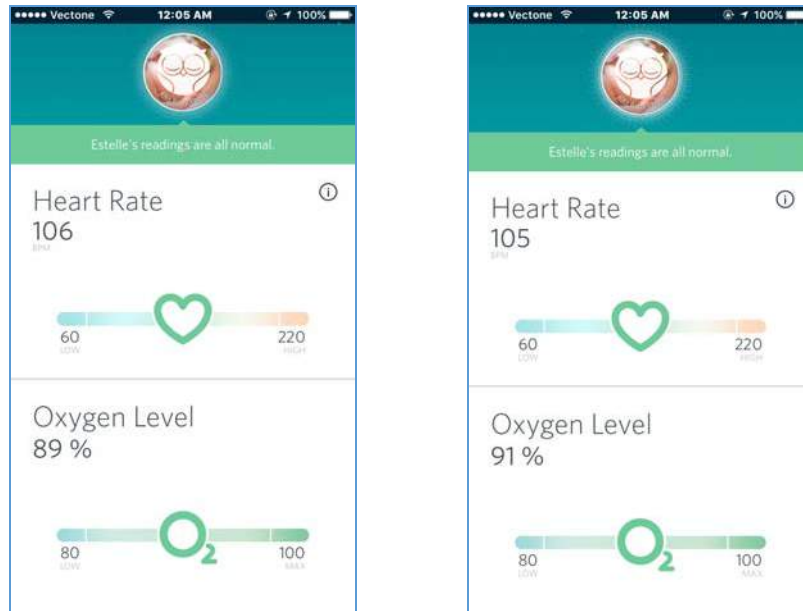 Vectone 12:05 AM 100%
Estelle's readings are all normal.
Heart Rate
106
BPM
60 220
LOW HIGH
Oxygen Level
89 %
O2
80 100
LOW MAX
Vectone 12:05 AM 100%
Estelle's readings are all normal.
Heart Rate
105
BPM
60 220
LOW HIGH
Oxygen Level
91 %
O2
80 100
LOW MAX